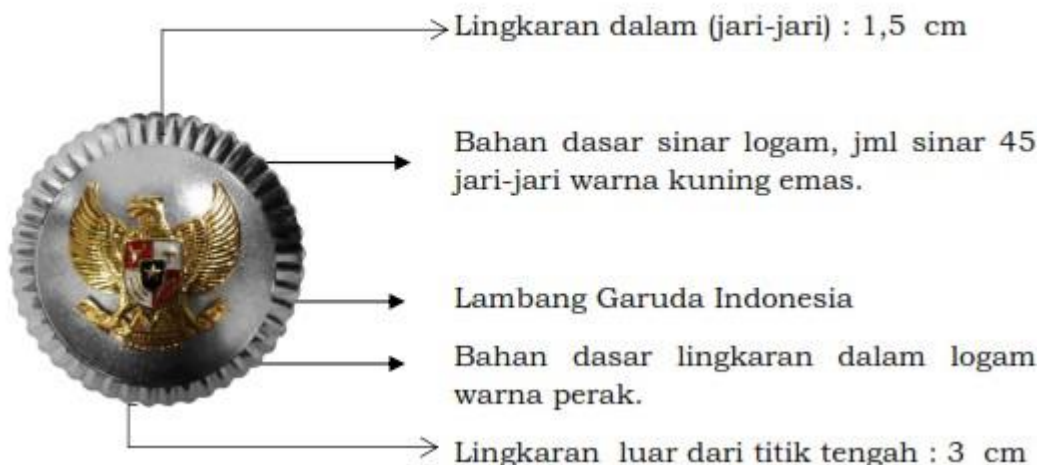 Lingkaran dalam (jari-jari) : 1,5 cm
Bahan dasar sinar logam, jml sinar 45
jari-jari warna kuning emas.
Lambang Garuda Indonesia
Bahan dasar lingkaran dalam logam
warna perak.
Lingkaran luar dari titik tengah : 3 cm